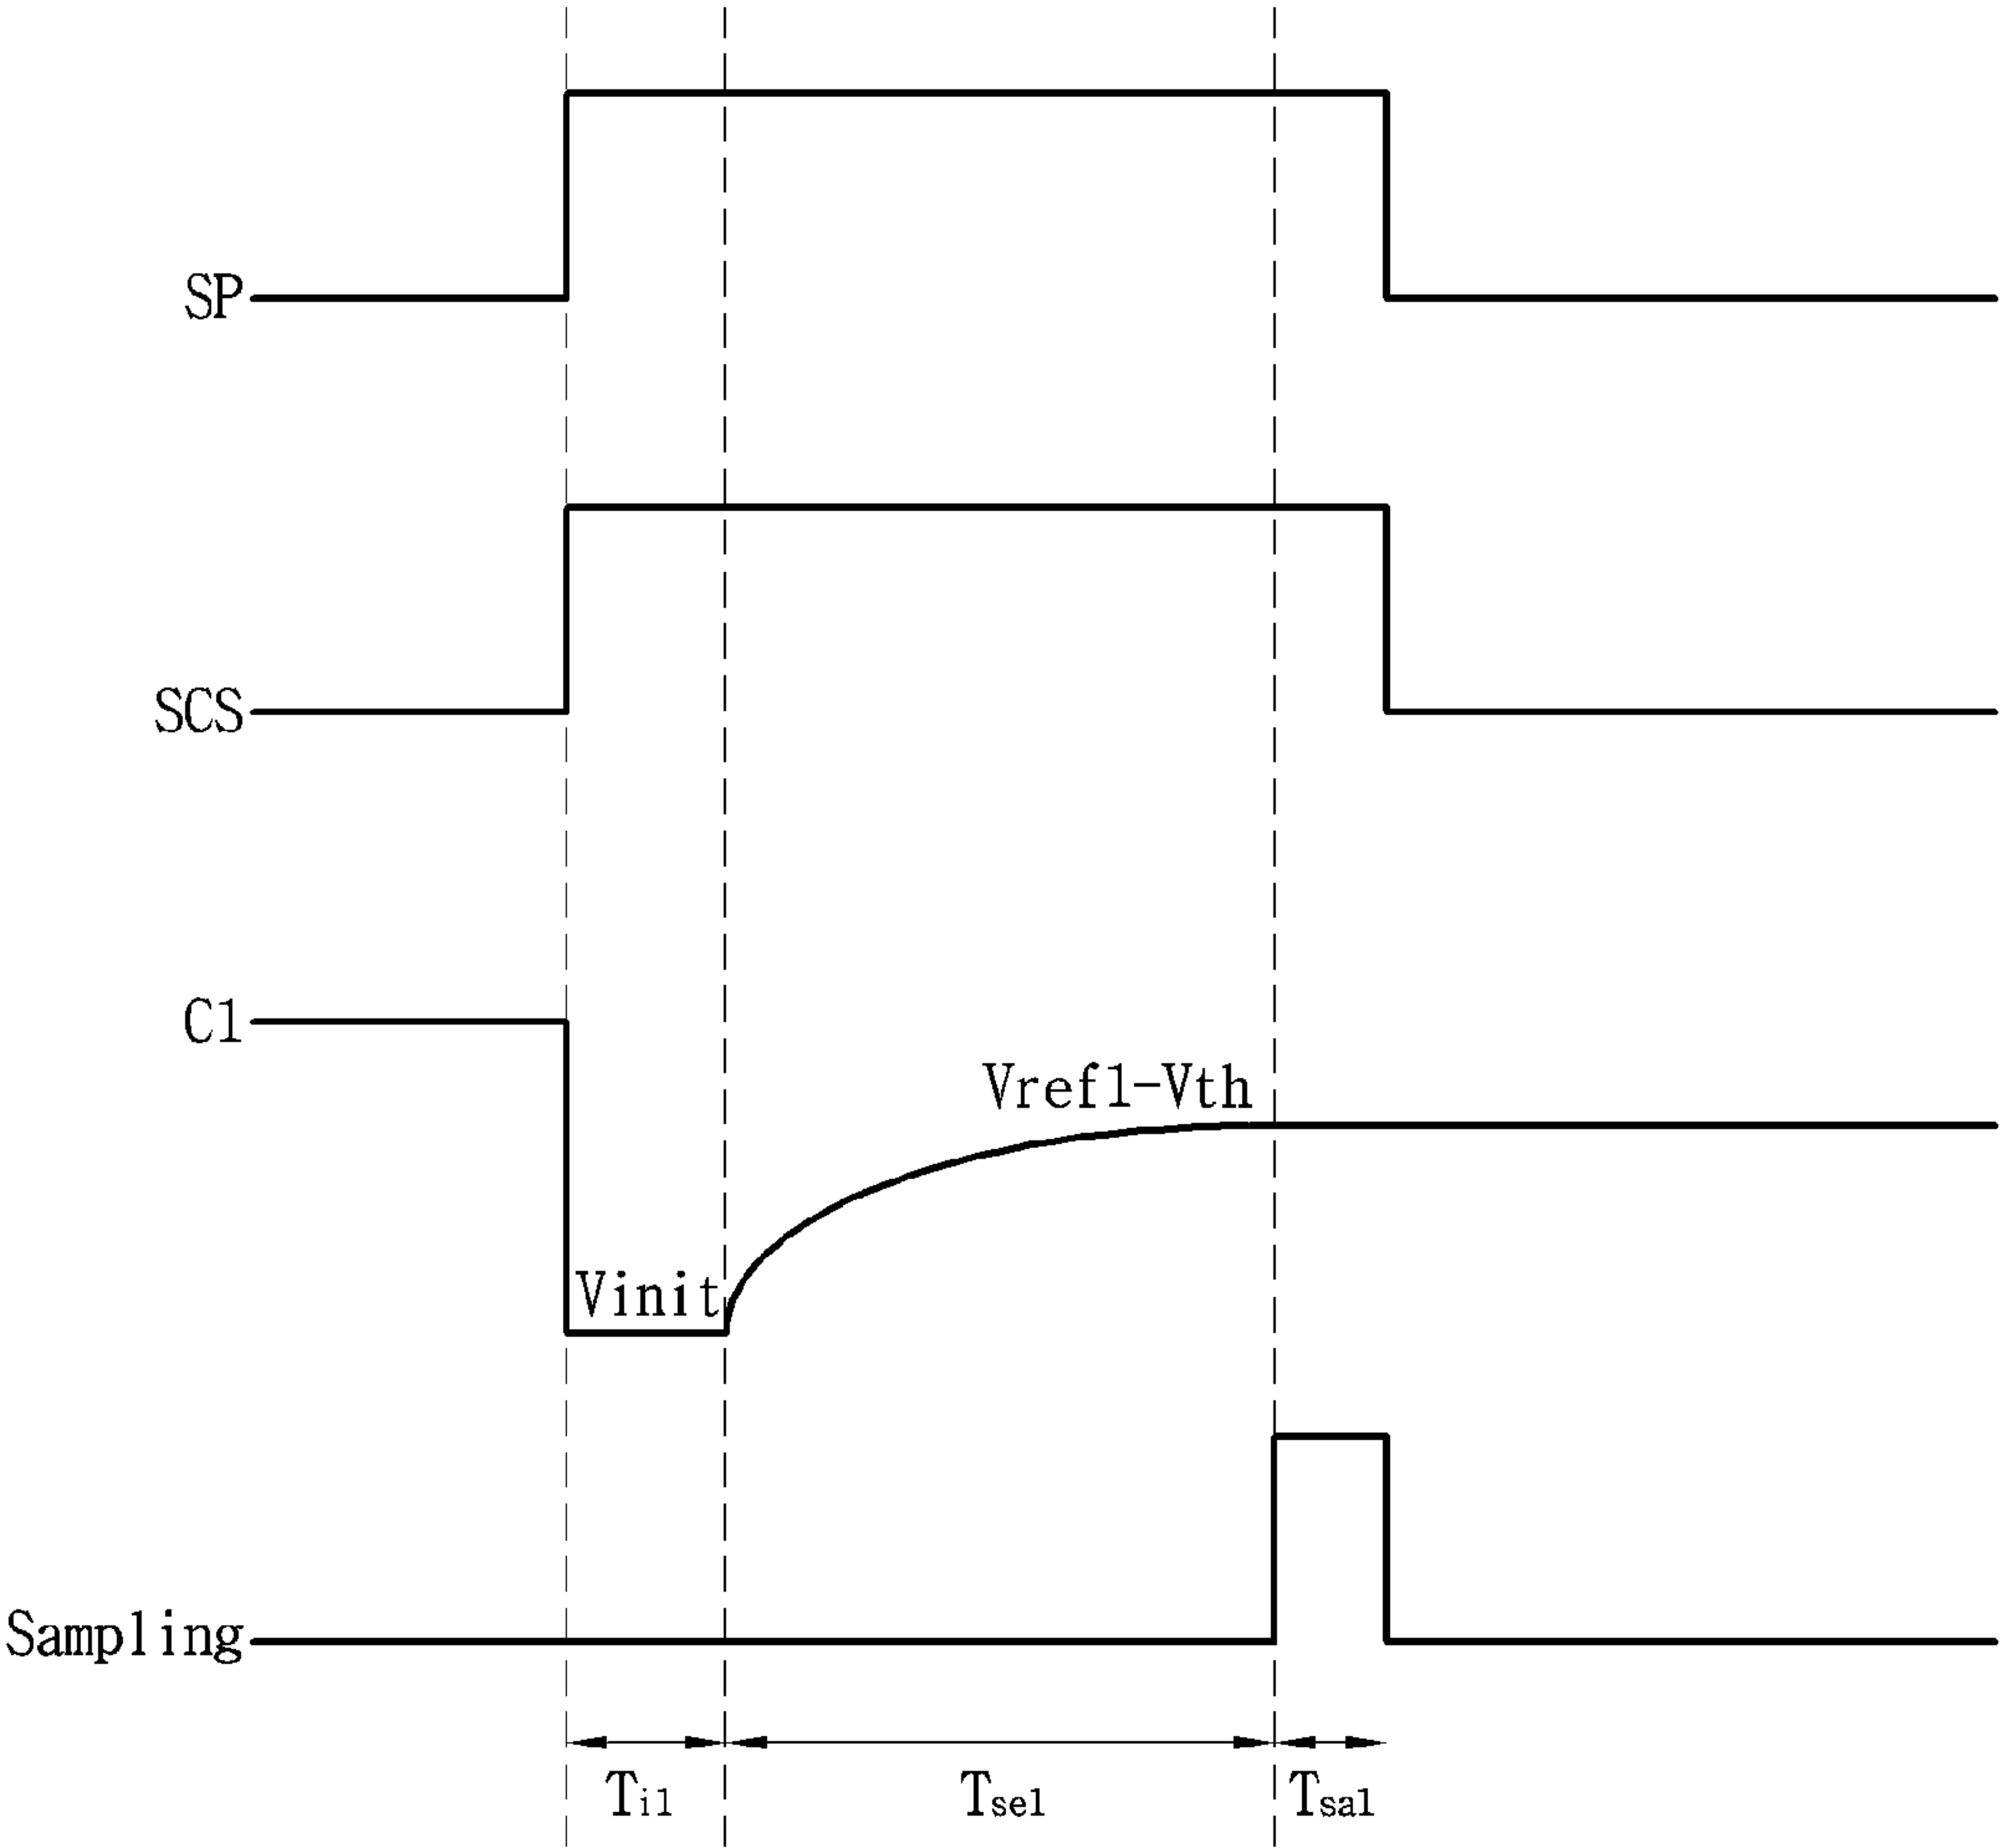 SP
SCS
C1
Vref1-Vth
Vinit
Sampling
Ti1
Tse1
Tsa1